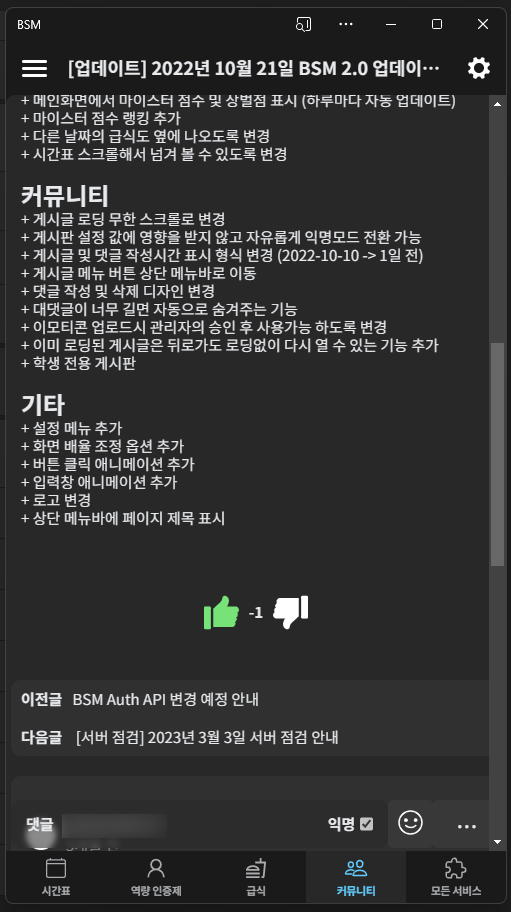 BSM
[업데이트] 2022년 10월 21일 BSM 2.0 업데이…
+ 메인화면에서 마이스터 점수 및 상벌점 표시 (하루마다 자동 업데이트)
+ 마이스터 점수 랭킹 추가
+ 다른 날짜의 급식도 옆에 나오도록 변경
+ 시간표 스크롤해서 넘겨 볼 수 있도록 변경
커뮤니티
+ 게시글 로딩 무한 스크롤로 변경
+ 게시판 설정 값에 영향을 받지 않고 자유롭게 익명모드 전환 가능
+ 게시글 및 댓글 작성시간 표시 형식 변경 (2022-10-10 -> 1일 전)
+ 게시글 메뉴 버튼 상단 메뉴바로 이동
+ 댓글 작성 및 삭제 디자인 변경
+ 대댓글이 너무 길면 자동으로 숨겨주는 기능
+ 이모티콘 업로드시 관리자의 승인 후 사용가능 하도록 변경
+ 이미 로딩된 게시글은 뒤로가도 로딩없이 다시 열 수 있는 기능 추가
+ 학생 전용 게시판
기타
+ 설정 메뉴 추가
+ 화면 배율 조정 옵션 추가
+ 버튼 클릭 애니메이션 추가
+ 입력창 애니메이션 추가
+ 로고 변경
+ 상단 메뉴바에 페이지 제목 표시
-1
이전글 BSM Auth API 변경 예정 안내
다음글 [서버 점검] 2023년 3월 3일 서버 점검 안내
댓글 익명
시간표 역량 인증제 급식 커뮤니티 모든 서비스